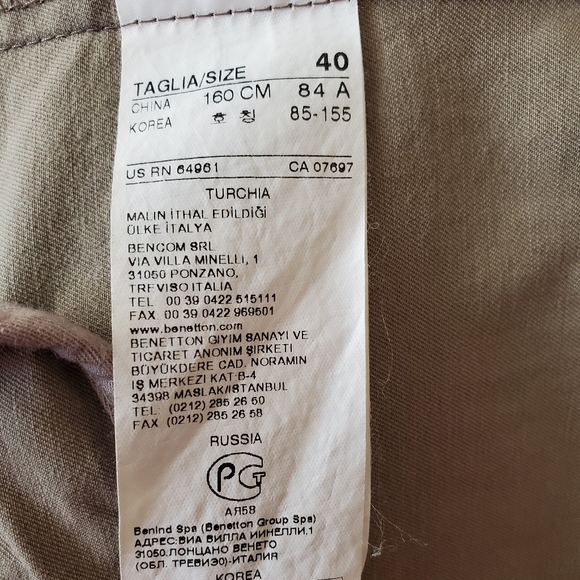 TAGLIA/SIZE 40
CHINA 160 CM 84 A
KOREA 호칭 85-155
US RN 64961 CA 07697
TURCHIA
MALIN İTHAL EDİLDİĞİ
ÜLKE İTALYA
BENCOM SRL
VIA VILLA MINELLI, 1
31050 PONZANO,
TREVISO ITALIA
TEL 00 39 0422 515111
FAX 00 39 0422 969501
www.benetton.com
BENETTON GIYIM SANAYI VE
TICARET ANONIM ŞIRKETI
BÜYÜKDERE CAD. NORAMIN
IŞ MERKEZI KAT:B-4
34398 MASLAK/ISTANBUL
TEL: (0212) 285 26 50
FAX (0212) 285 26 58
RUSSIA
РСТ
АЯ58
Benind Spa (Benetton Group Spa)
АДРЕС:ВИА ВИЛЛА ИИНЕЛЛИ,1
31050.ЛОНЦАНО ВЕНЕТО
(ОБЛ. ТРЕВИЗО)-ИТАЛИЯ
KOREA